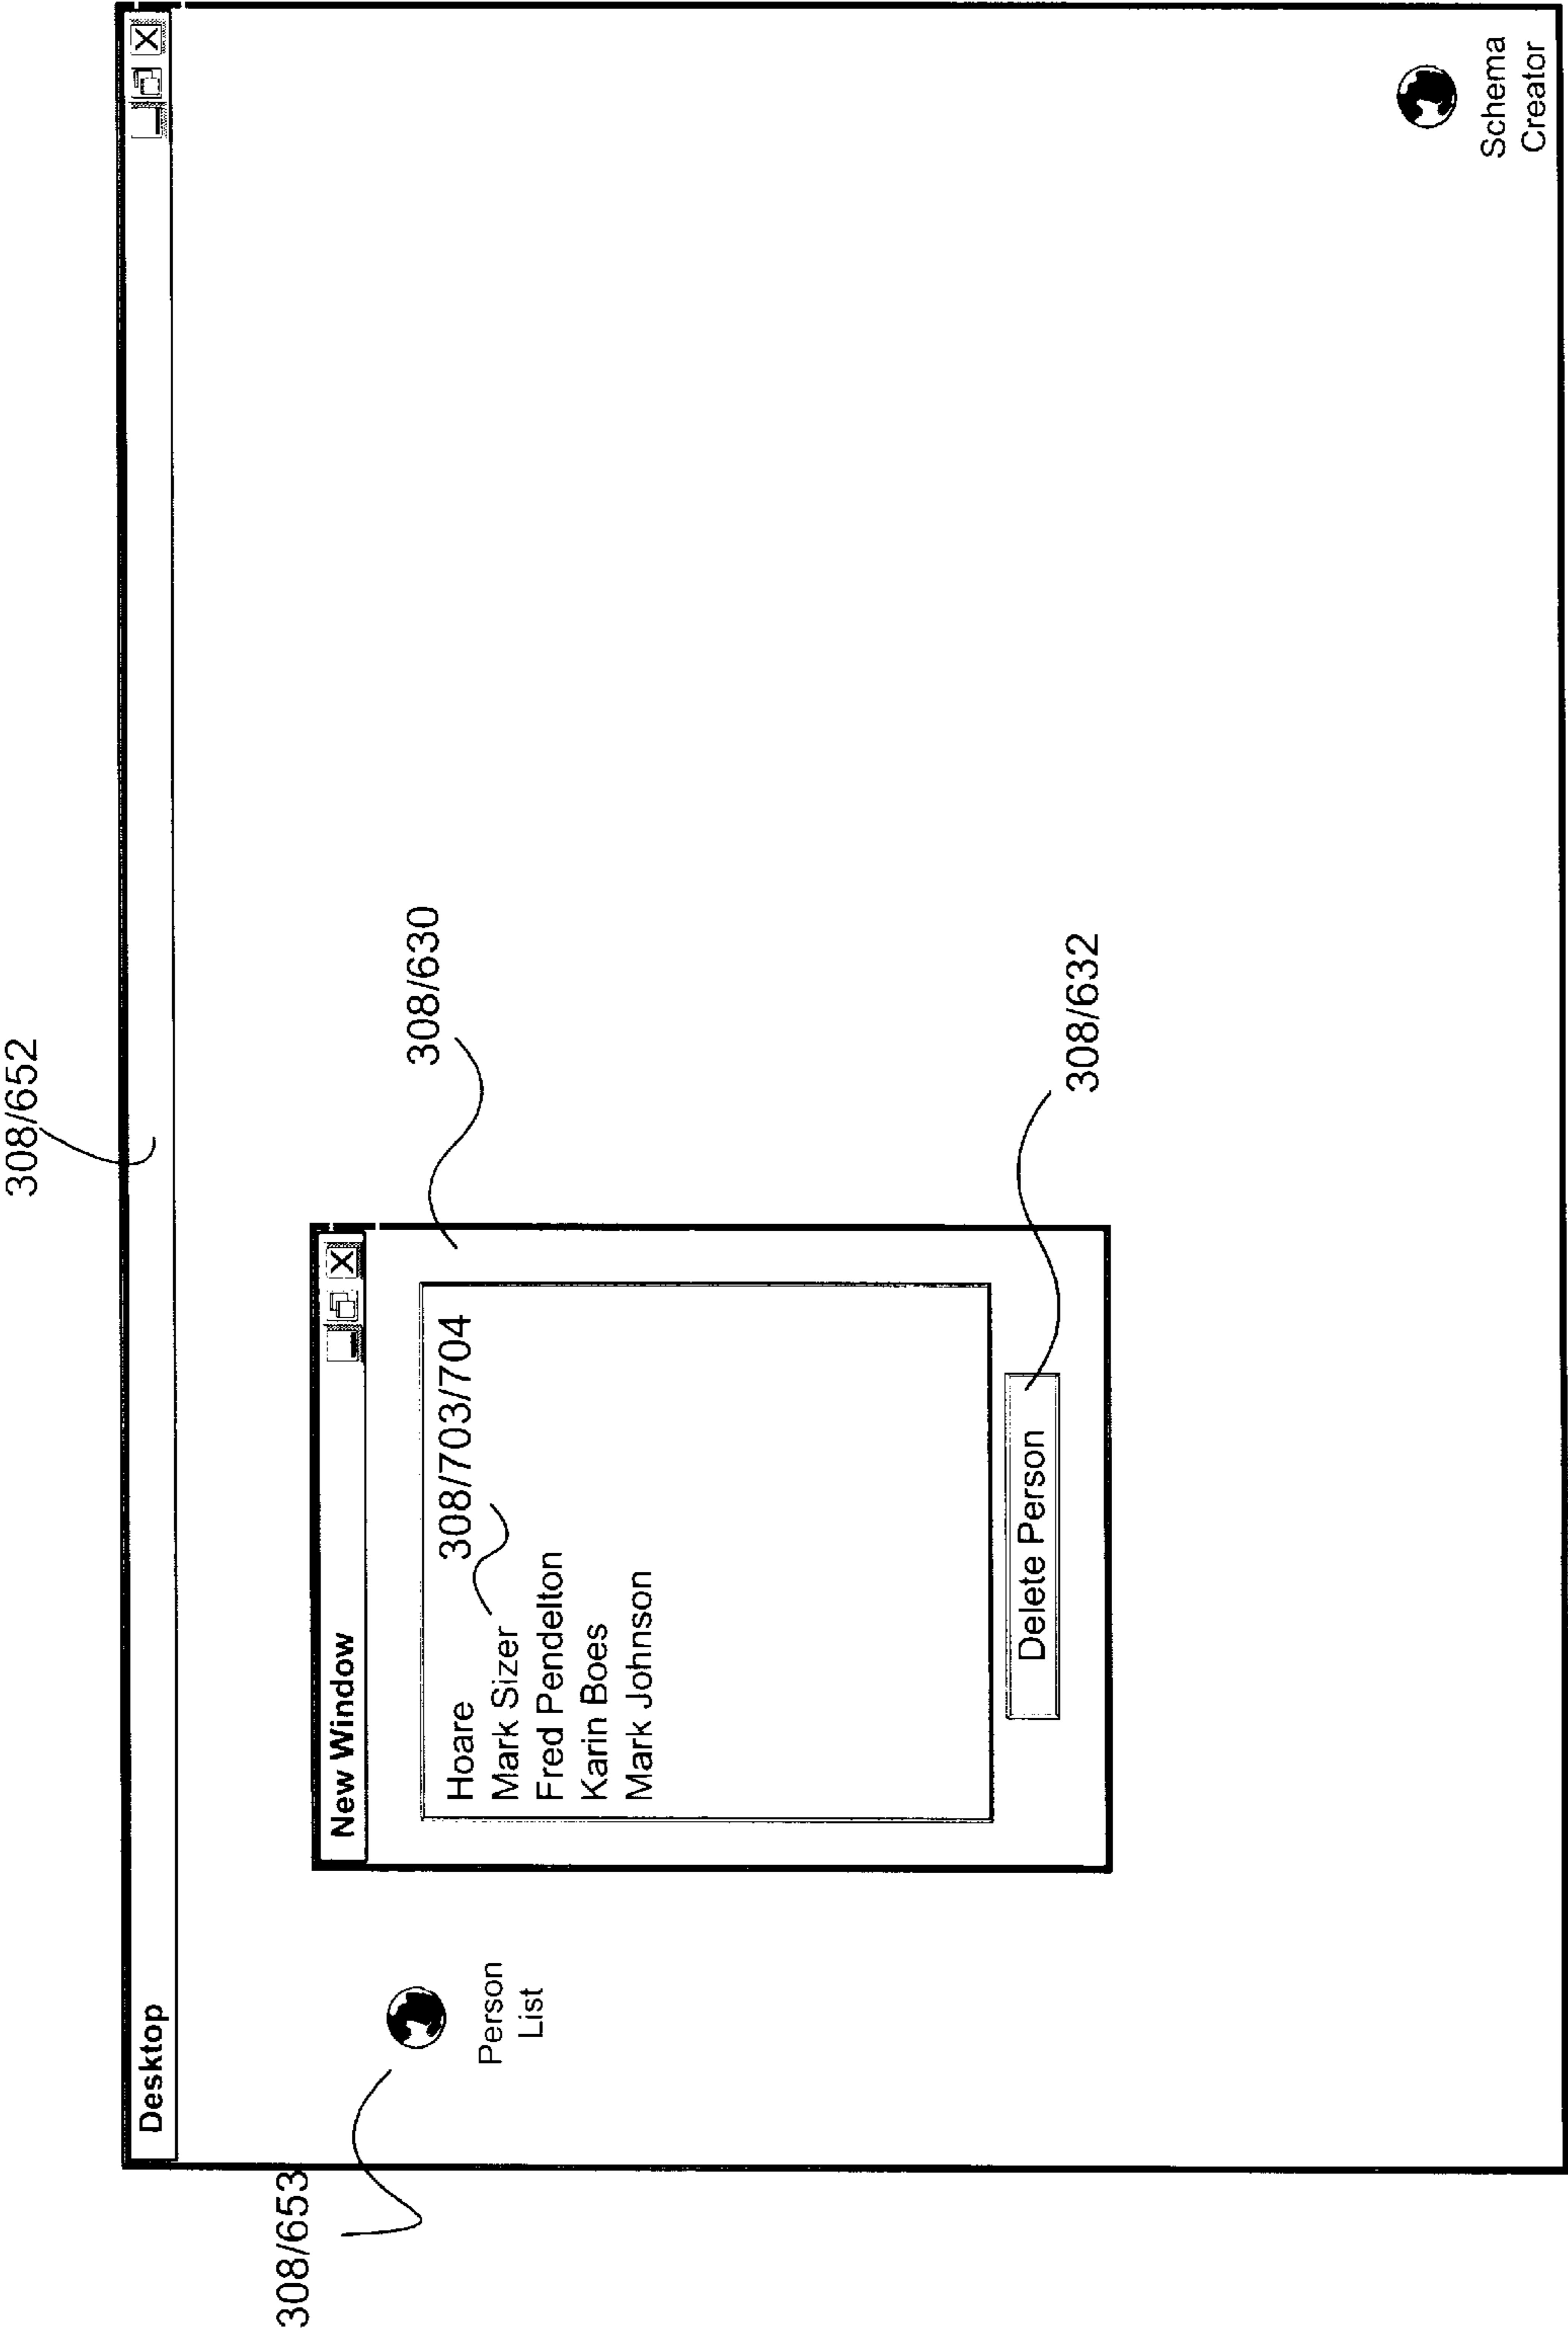 308/652
Desktop
308/653
Person
List
New Window
308/630
Hoare
308/703/704
Mark Sizer
Fred Pendelton
Karin Boes
Mark Johnson
Delete Person
308/632
Schema
Creator